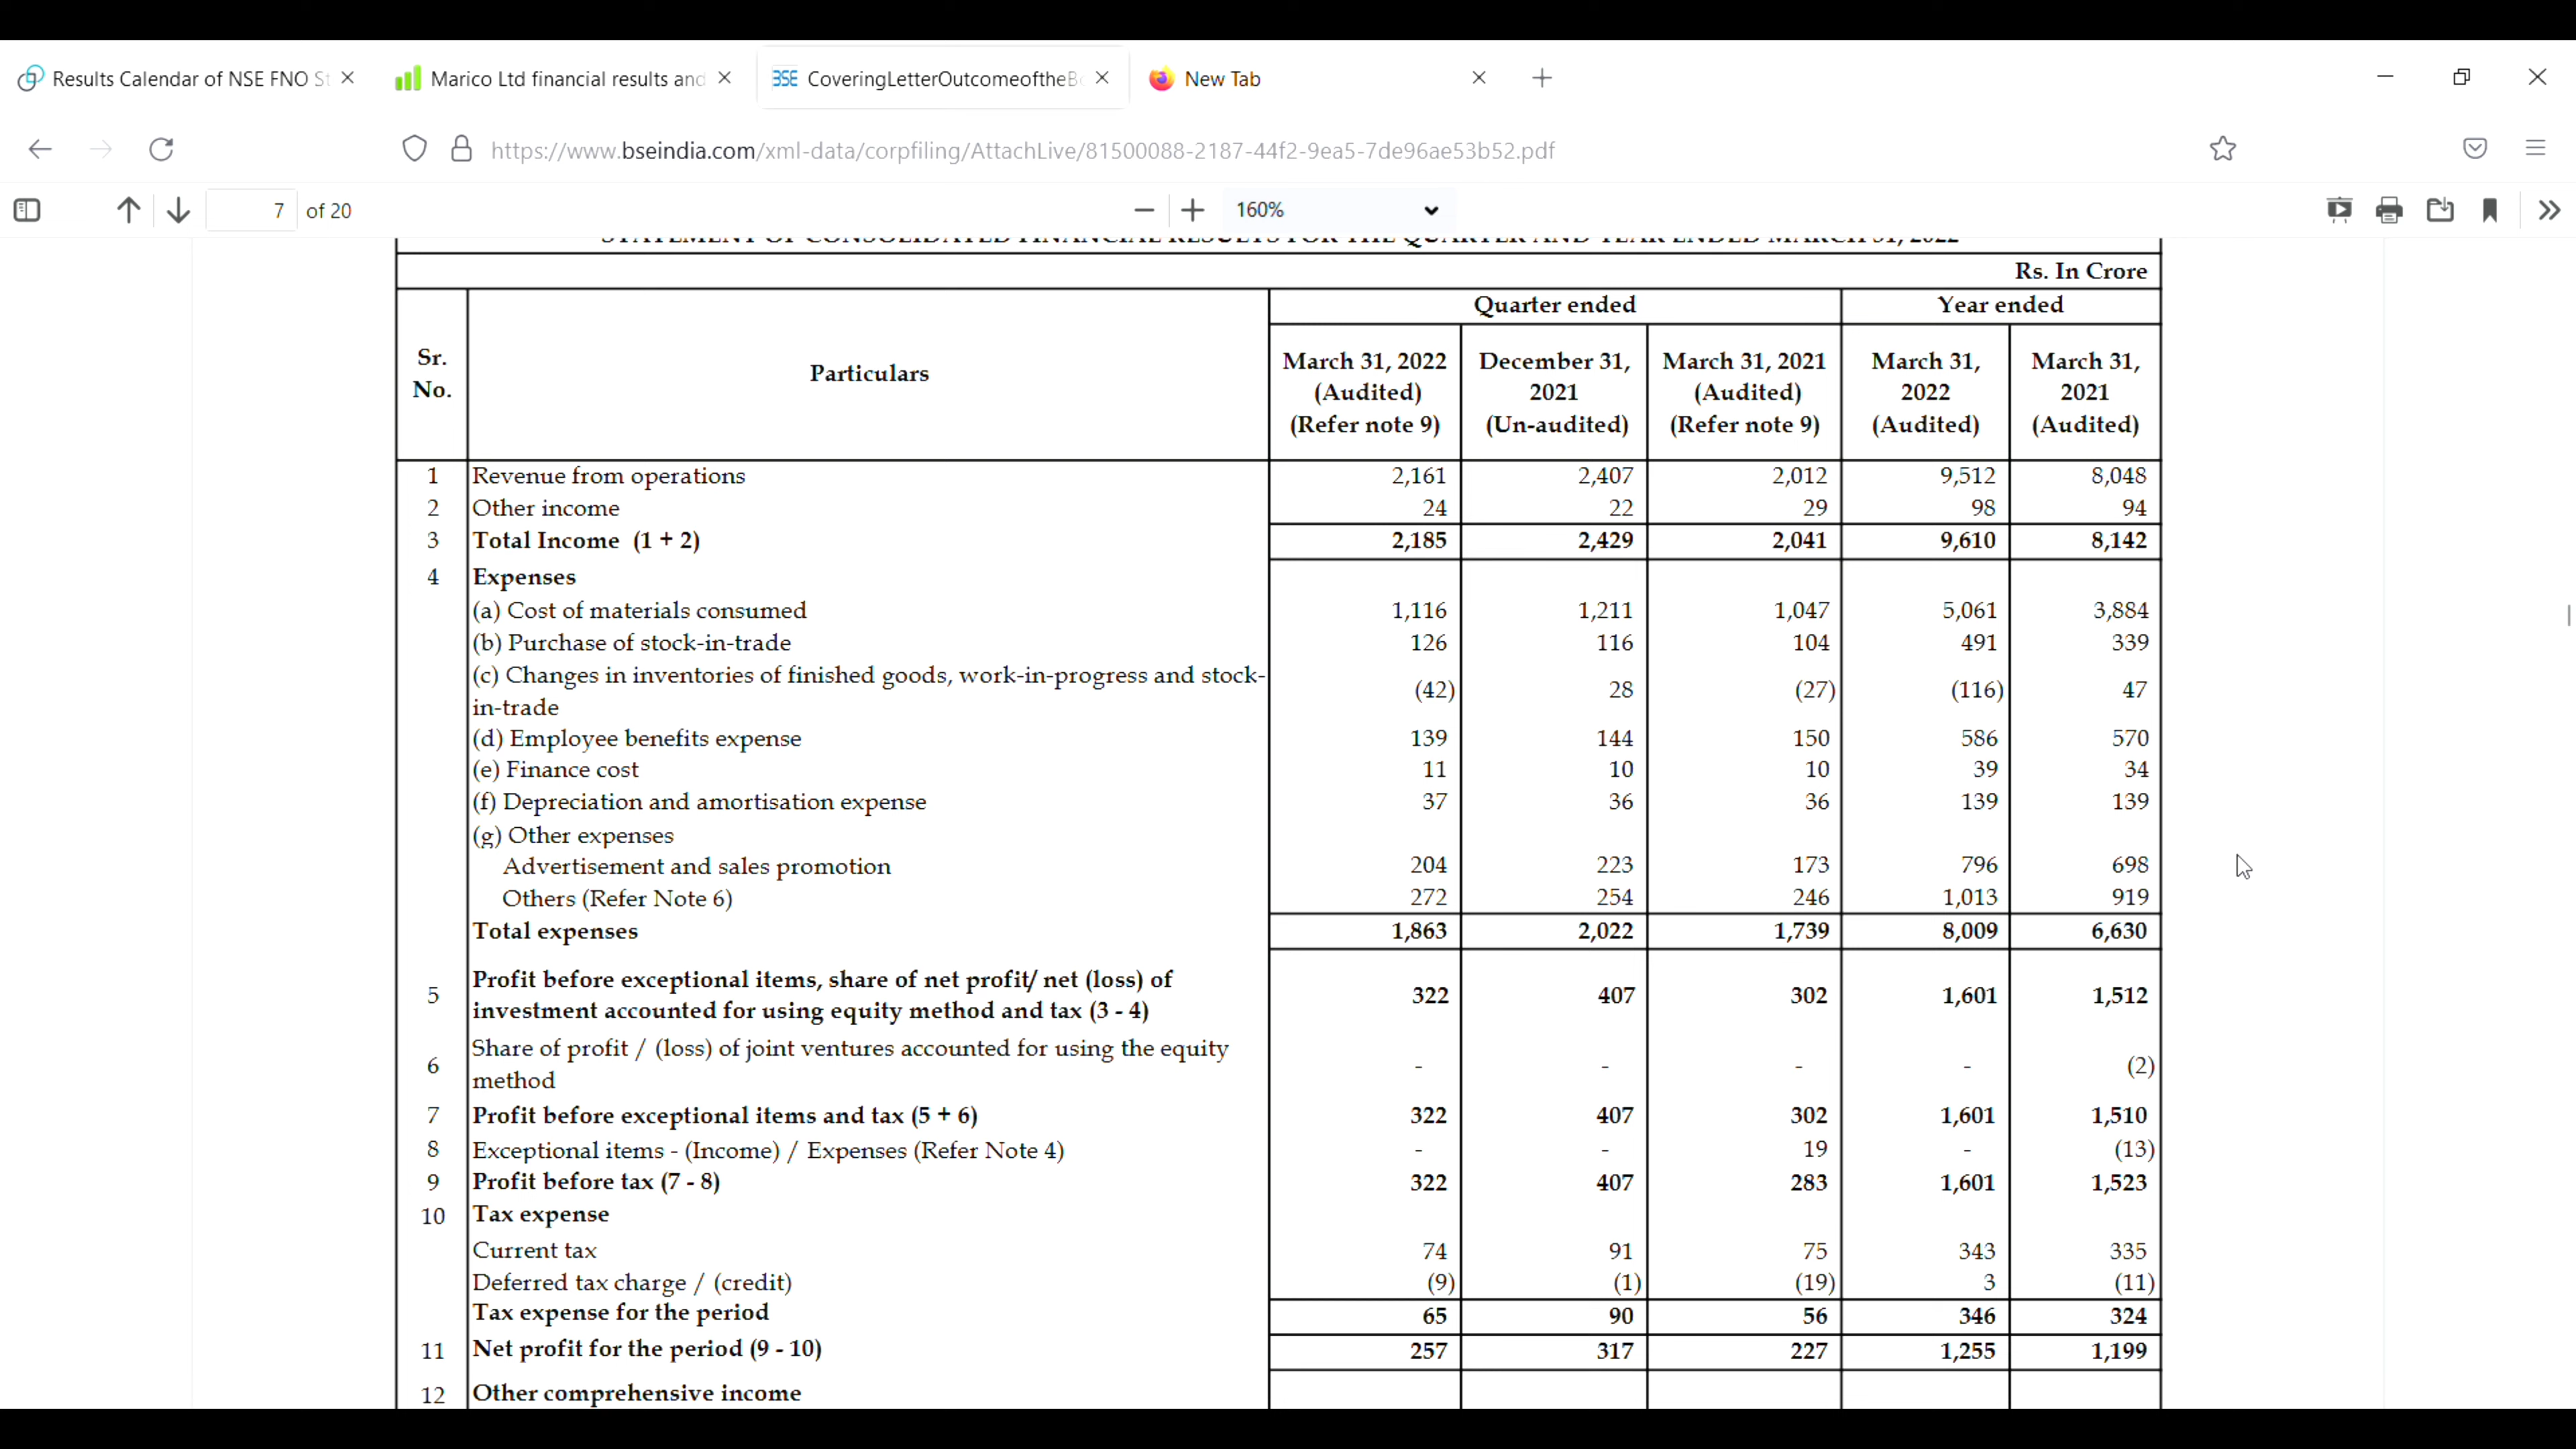 Results Calendar of NSE FNO St
Marico Ltd financial results and
BSE CoveringLetterOutcomeoftheBo
New Tab
https://www.bseindia.com/xml-data/corpfiling/AttachLive/81500088-2187-44f2-9ea5-7de96ae53b52.pdf
7 of 20 160%
STATEMENT OF CONSOLIDATED FINANCIAL RESULTS FOR THE QUARTER AND YEAR ENDED MARCH 31, 2022
Rs. In Crore
Quarter ended Year ended
Sr. No. Particulars March 31, 2022 (Audited) (Refer note 9) December 31, 2021 (Un-audited) March 31, 2021 (Audited) (Refer note 9) March 31, 2022 (Audited) March 31, 2021 (Audited)
1 Revenue from operations 2,161 2,407 2,012 9,512 8,048
2 Other income 24 22 29 98 94
3 Total Income (1 + 2) 2,185 2,429 2,041 9,610 8,142
4 Expenses
(a) Cost of materials consumed 1,116 1,211 1,047 5,061 3,884
(b) Purchase of stock-in-trade 126 116 104 491 339
(c) Changes in inventories of finished goods, work-in-progress and stock-
in-trade (42) 28 (27) (116) 47
(d) Employee benefits expense 139 144 150 586 570
(e) Finance cost 11 10 10 39 34
(f) Depreciation and amortisation expense 37 36 36 139 139
(g) Other expenses
Advertisement and sales promotion 204 223 173 796 698
Others (Refer Note 6) 272 254 246 1,013 919
Total expenses 1,863 2,022 1,739 8,009 6,630
5 Profit before exceptional items, share of net profit/ net (loss) of
investment accounted for using equity method and tax (3 - 4) 322 407 302 1,601 1,512
6 Share of profit / (loss) of joint ventures accounted for using the equity
method - - - - (2)
7 Profit before exceptional items and tax (5 + 6) 322 407 302 1,601 1,510
8 Exceptional items - (Income) / Expenses (Refer Note 4) - - 19 - (13)
9 Profit before tax (7 - 8) 322 407 283 1,601 1,523
10 Tax expense
Current tax 74 91 75 343 335
Deferred tax charge / (credit) (9) (1) (19) 3 (11)
Tax expense for the period 65 90 56 346 324
11 Net profit for the period (9 - 10) 257 317 227 1,255 1,199
12 Other comprehensive income